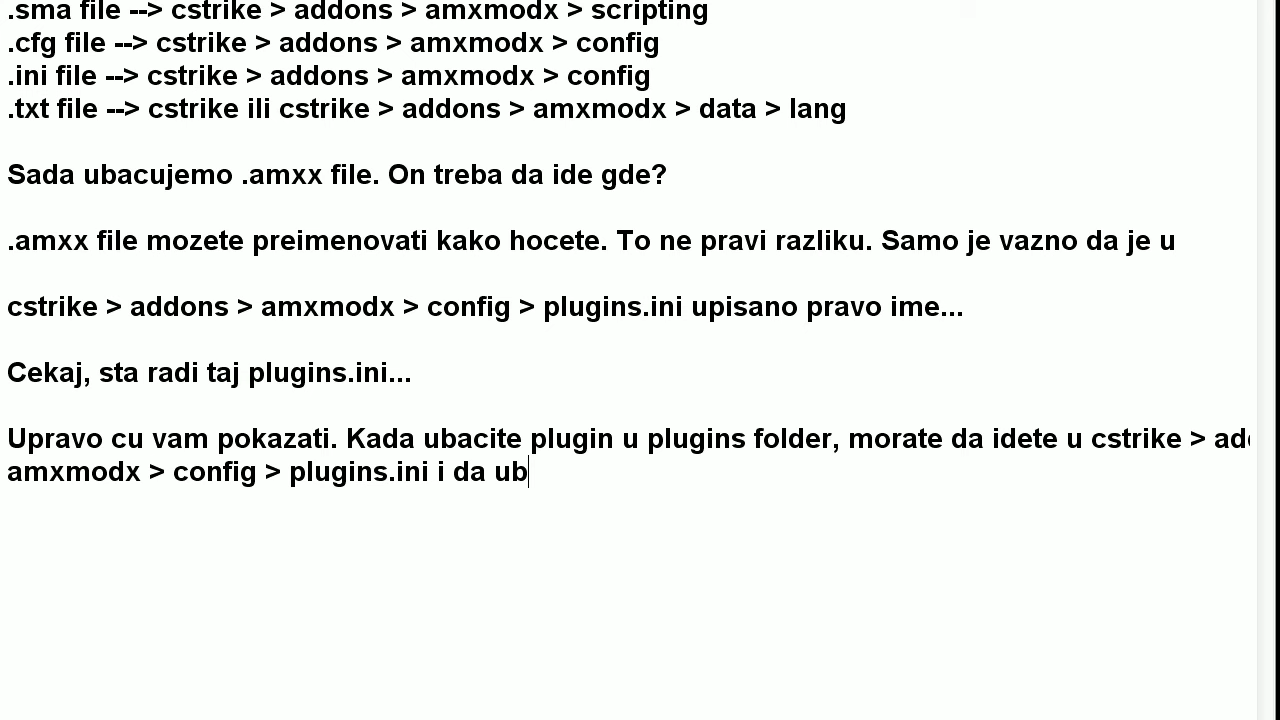 .sma file --> cstrike > addons > amxmodx > scripting
.cfg file --> cstrike > addons > amxmodx > config
.ini file --> cstrike > addons > amxmodx > config
.txt file --> cstrike ili cstrike > addons > amxmodx > data > lang
Sada ubacujemo .amxx file. On treba da ide gde?
.amxx file mozete preimenovati kako hocete. To ne pravi razliku. Samo je vazno da je u
cstrike > addons > amxmodx > config > plugins.ini upisano pravo ime...
Cekaj, sta radi taj plugins.ini...
Upravo cu vam pokazati. Kada ubacite plugin u plugins folder, morate da idete u cstrike >
amxmodx > config > plugins.ini i da ub